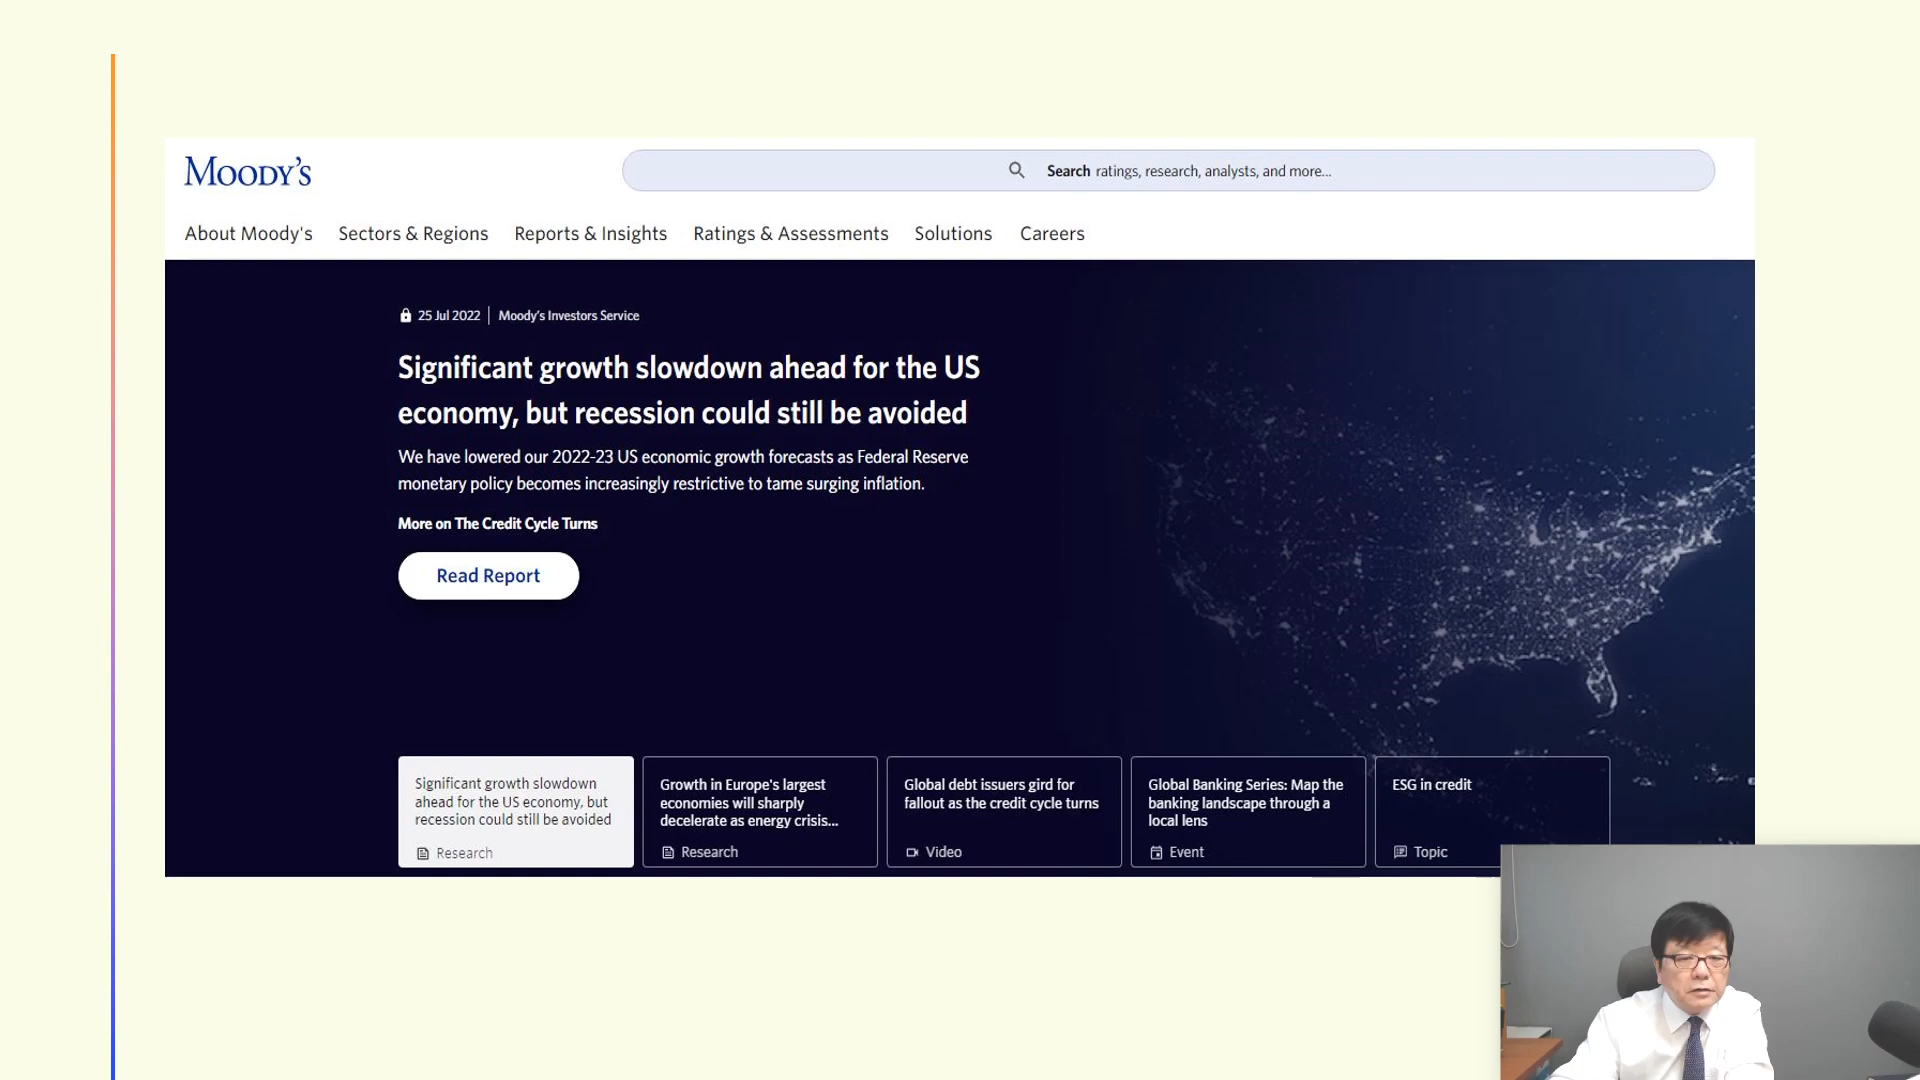 Moody's
Search ratings, research, analysts, and more...
About Moody's Sectors & Regions Reports & Insights Ratings & Assessments Solutions Careers
25 Jul 2022 | Moody's Investors Service
Significant growth slowdown ahead for the US
economy, but recession could still be avoided
We have lowered our 2022-23 US economic growth forecasts as Federal Reserve
monetary policy becomes increasingly restrictive to tame surging inflation.
More on The Credit Cycle Turns
Read Report
Significant growth slowdown
ahead for the US economy, but
recession could still be avoided
Research
Growth in Europe's largest
economies will sharply
decelerate as energy crisis...
Research
Global debt issuers gird for
fallout as the credit cycle turns
Video
Global Banking Series: Map the
banking landscape through a
local lens
Event
ESG in credit
Topic